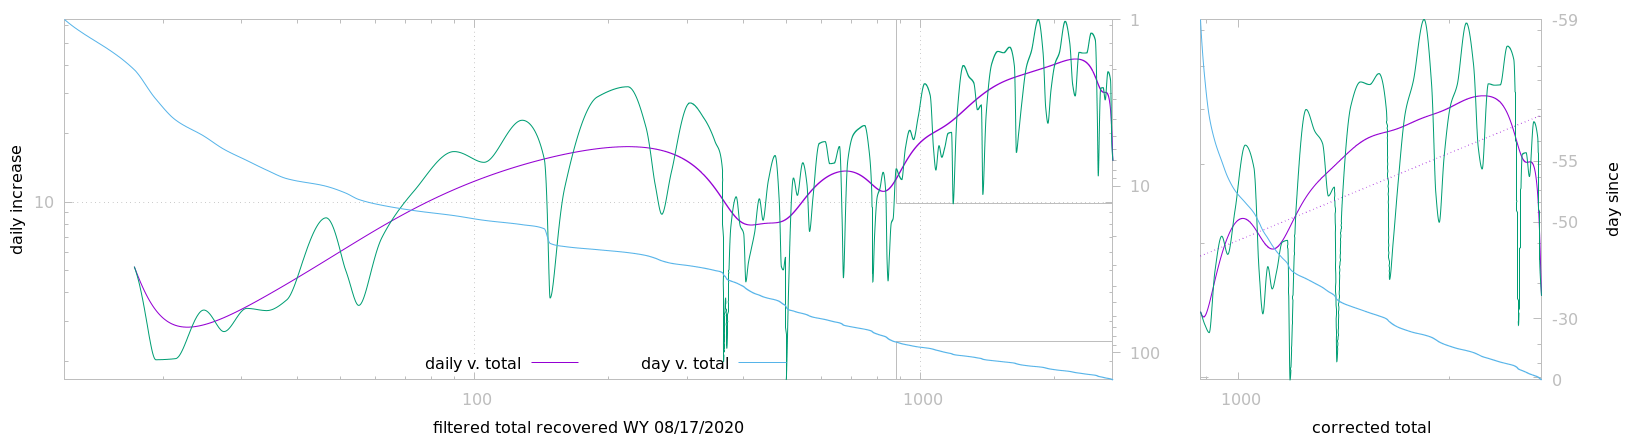 1
-59
daily increase
-55
10
10
-50
day since
-30
daily v. total
day v. total
100
0
100
1000
1000
filtered total recovered WY 08/17/2020
corrected total